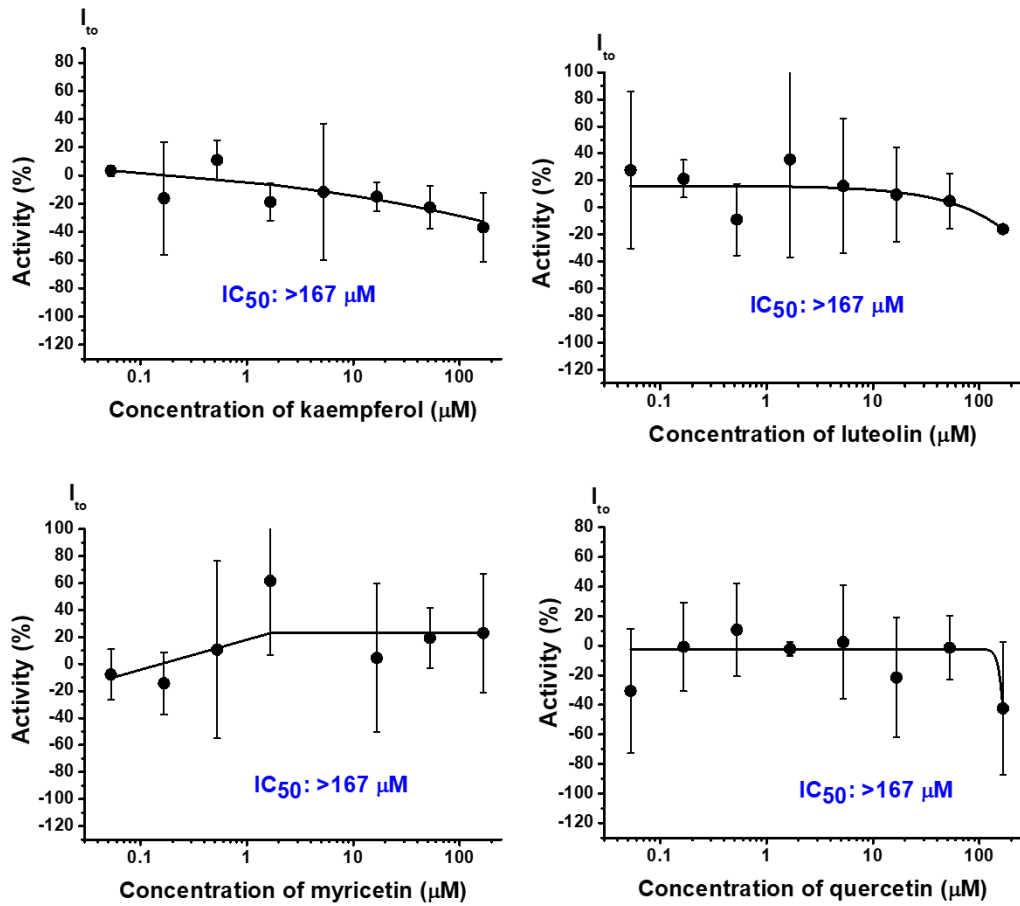 I_to
80
60
40
20
0
-20
-40
-60
-80
-100
-120
Activity (%)
IC50: >167 μM
0.1 1 10 100
Concentration of kaempferol (μM)
I_to
100
80
60
40
20
0
-20
-40
-60
-80
-100
-120
Activity (%)
IC50: >167 μM
0.1 1 10 100
Concentration of luteolin (μM)
I_to
100
80
60
40
20
0
-20
-40
-60
-80
-100
-120
Activity (%)
IC50: >167 μM
0.1 1 10 100
Concentration of myricetin (μM)
I_to
80
60
40
20
0
-20
-40
-60
-80
-100
-120
Activity (%)
IC50: >167 μM
0.1 1 10 100
Concentration of quercetin (μM)